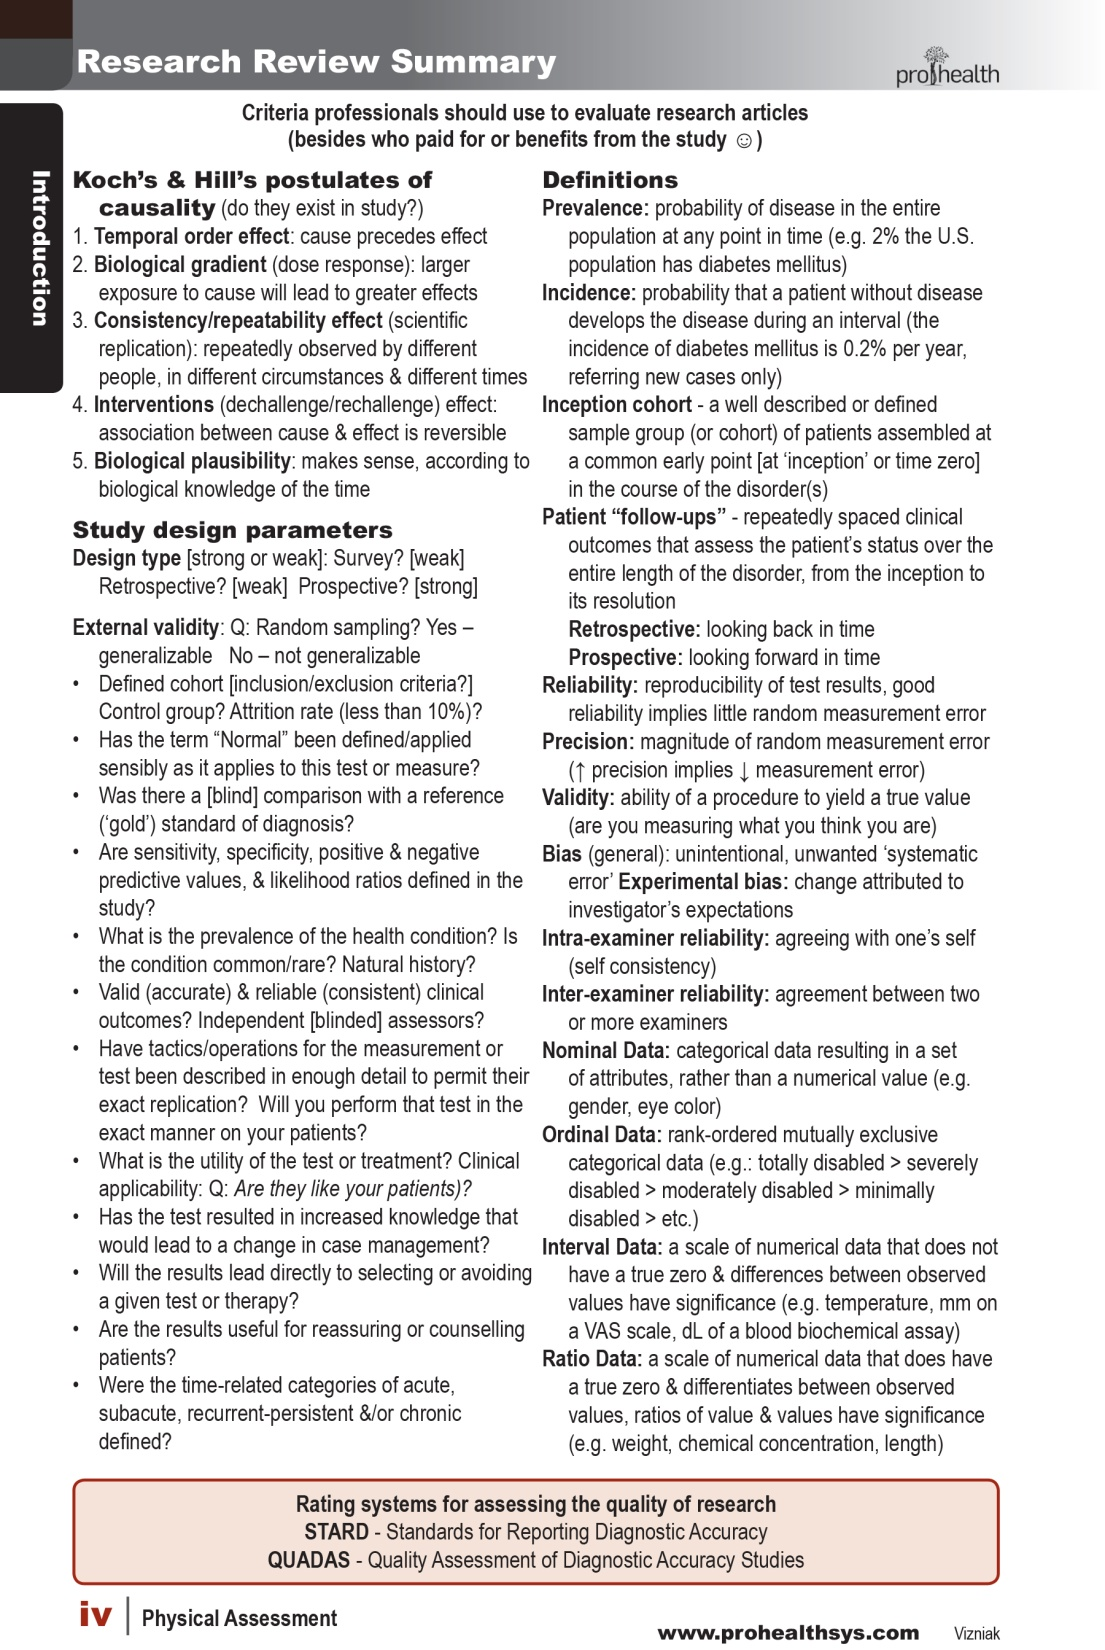 Research Review Summary
prohealth
Criteria professionals should use to evaluate research articles
(besides who paid for or benefits from the study ☺)
Introduction
Koch's & Hill's postulates of
causality (do they exist in study?)
1. Temporal order effect: cause precedes effect
2. Biological gradient (dose response): larger
exposure to cause will lead to greater effects
3. Consistency/repeatability effect (scientific
replication): repeatedly observed by different
people, in different circumstances & different times
4. Interventions (dechallenge/rechallenge) effect:
association between cause & effect is reversible
5. Biological plausibility: makes sense, according to
biological knowledge of the time
Study design parameters
Design type [strong or weak]: Survey? [weak]
Retrospective? [weak]  Prospective? [strong]
External validity: Q: Random sampling? Yes –
generalizable   No – not generalizable
• Defined cohort [inclusion/exclusion criteria?]
Control group? Attrition rate (less than 10%)?
• Has the term “Normal” been defined/applied
sensibly as it applies to this test or measure?
• Was there a [blind] comparison with a reference
(‘gold’) standard of diagnosis?
• Are sensitivity, specificity, positive & negative
predictive values, & likelihood ratios defined in the
study?
• What is the prevalence of the health condition? Is
the condition common/rare? Natural history?
• Valid (accurate) & reliable (consistent) clinical
outcomes? Independent [blinded] assessors?
• Have tactics/operations for the measurement or
test been described in enough detail to permit their
exact replication?  Will you perform that test in the
exact manner on your patients?
• What is the utility of the test or treatment? Clinical
applicability: Q: Are they like your patients)?
• Has the test resulted in increased knowledge that
would lead to a change in case management?
• Will the results lead directly to selecting or avoiding
a given test or therapy?
• Are the results useful for reassuring or counselling
patients?
• Were the time-related categories of acute,
subacute, recurrent-persistent &/or chronic
defined?
Definitions
Prevalence: probability of disease in the entire
population at any point in time (e.g. 2% the U.S.
population has diabetes mellitus)
Incidence: probability that a patient without disease
develops the disease during an interval (the
incidence of diabetes mellitus is 0.2% per year,
referring new cases only)
Inception cohort - a well described or defined
sample group (or cohort) of patients assembled at
a common early point [at ‘inception’ or time zero]
in the course of the disorder(s)
Patient “follow-ups” - repeatedly spaced clinical
outcomes that assess the patient’s status over the
entire length of the disorder, from the inception to
its resolution
Retrospective: looking back in time
Prospective: looking forward in time
Reliability: reproducibility of test results, good
reliability implies little random measurement error
Precision: magnitude of random measurement error
(↑ precision implies ↓ measurement error)
Validity: ability of a procedure to yield a true value
(are you measuring what you think you are)
Bias (general): unintentional, unwanted ‘systematic
error’ Experimental bias: change attributed to
investigator’s expectations
Intra-examiner reliability: agreeing with one’s self
(self consistency)
Inter-examiner reliability: agreement between two
or more examiners
Nominal Data: categorical data resulting in a set
of attributes, rather than a numerical value (e.g.
gender, eye color)
Ordinal Data: rank-ordered mutually exclusive
categorical data (e.g.: totally disabled > severely
disabled > moderately disabled > minimally
disabled > etc.)
Interval Data: a scale of numerical data that does not
have a true zero & differences between observed
values have significance (e.g. temperature, mm on
a VAS scale, dL of a blood biochemical assay)
Ratio Data: a scale of numerical data that does have
a true zero & differentiates between observed
values, ratios of value & values have significance
(e.g. weight, chemical concentration, length)
Rating systems for assessing the quality of research
STARD - Standards for Reporting Diagnostic Accuracy
QUADAS - Quality Assessment of Diagnostic Accuracy Studies
iv
Physical Assessment
www.prohealthsys.com
Vizniak